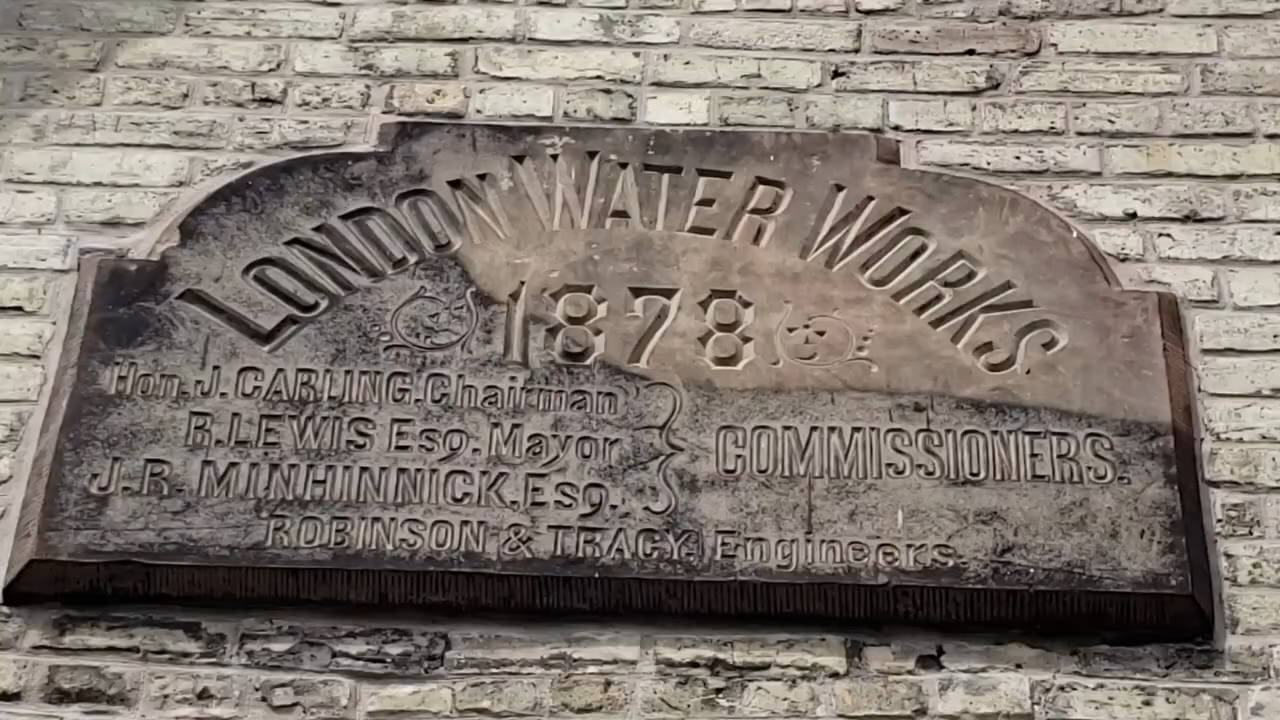 LONDON WATER WORKS
1878
Hon. J. CARLING. Chairman
R. LEWIS Esq. Mayor
J. R. MINHINNICK, Esq.
COMMISSIONERS.
ROBINSON & TRACY. Engineers.